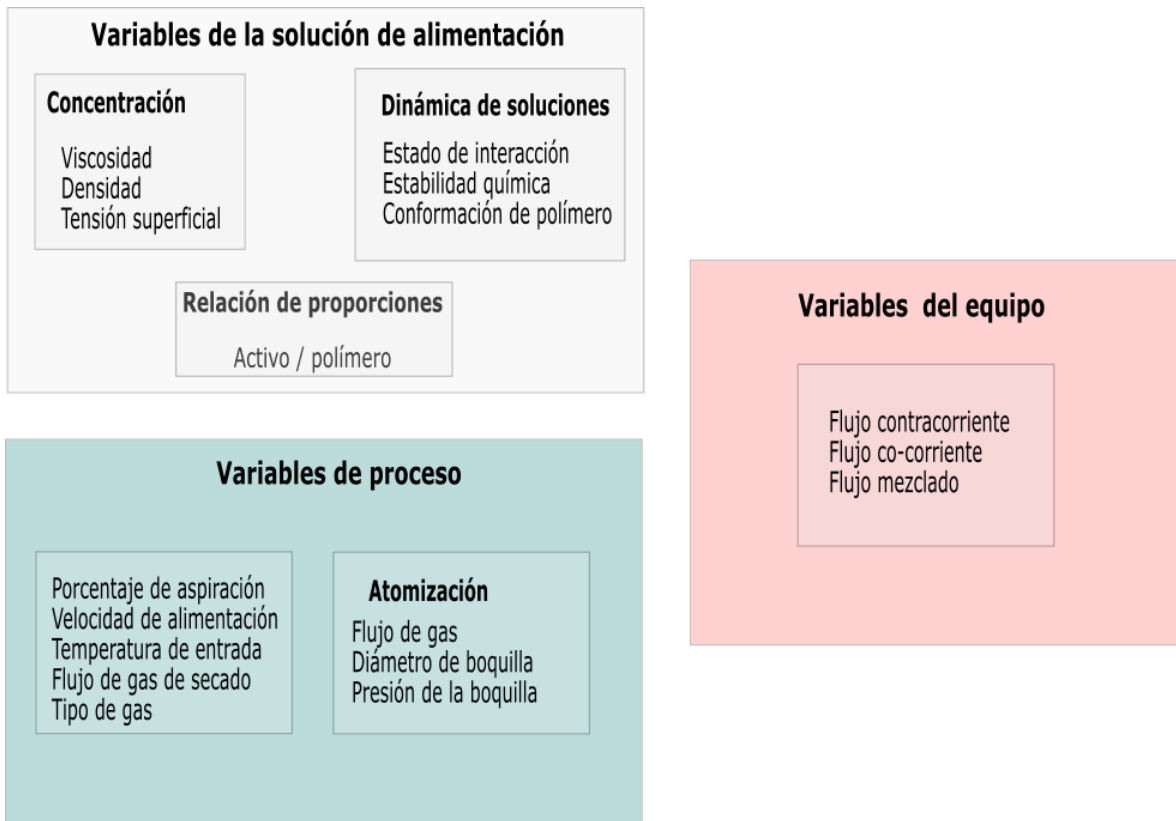 Variables de la solución de alimentación
Concentración
Viscosidad
Densidad
Tensión superficial
Dinámica de soluciones
Estado de interacción
Estabilidad química
Conformación de polímero
Relación de proporciones
Activo / polímero
Variables de proceso
Porcentaje de aspiración
Velocidad de alimentación
Temperatura de entrada
Flujo de gas de secado
Tipo de gas
Atomización
Flujo de gas
Diámetro de boquilla
Presión de la boquilla
Variables del equipo
Flujo contracorriente
Flujo co-corriente
Flujo mezclado